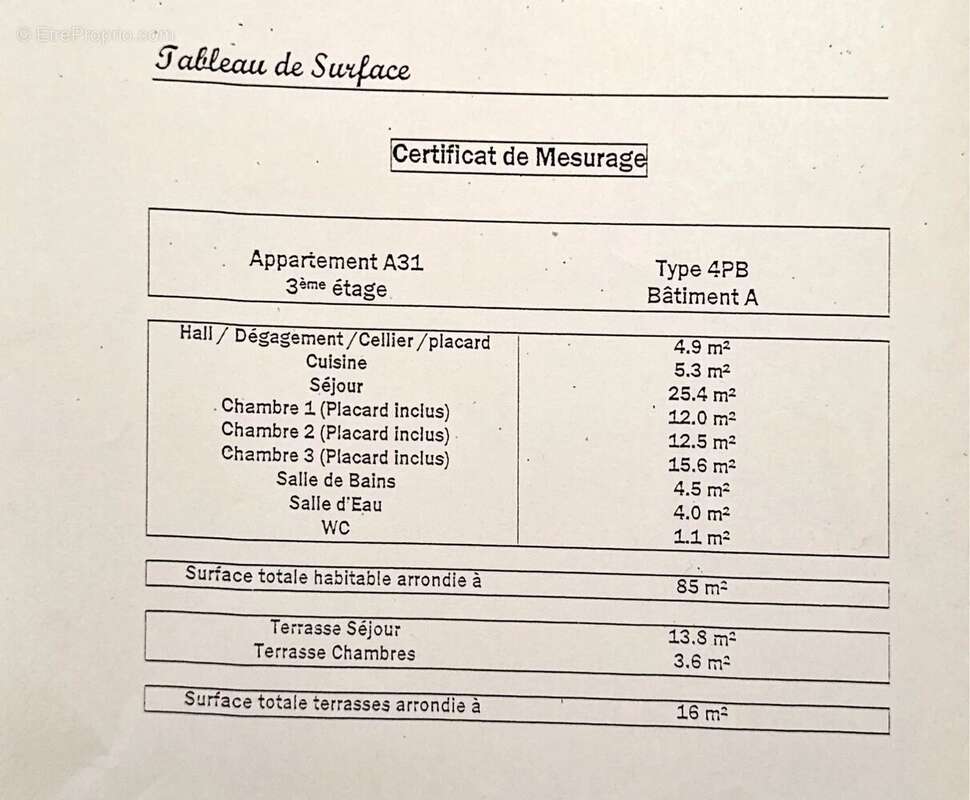 © EtreProprio.com
Tableau de Surface
Certificat de Mesurage
Appartement A31 Type 4PB
3ème étage Bâtiment A
Hall / Dégagement /Cellier /placard 4.9 m²
Cuisine 5.3 m²
Séjour 25.4 m²
Chambre 1 (Placard inclus) 12.0 m²
Chambre 2 (Placard inclus) 12.5 m²
Chambre 3 (Placard inclus) 15.6 m²
Salle de Bains 4.5 m²
Salle d'Eau 4.0 m²
WC 1.1 m²
Surface totale habitable arrondie à 85 m²
Terrasse Séjour 13.8 m²
Terrasse Chambres 3.6 m²
Surface totale terrasses arrondie à 16 m²